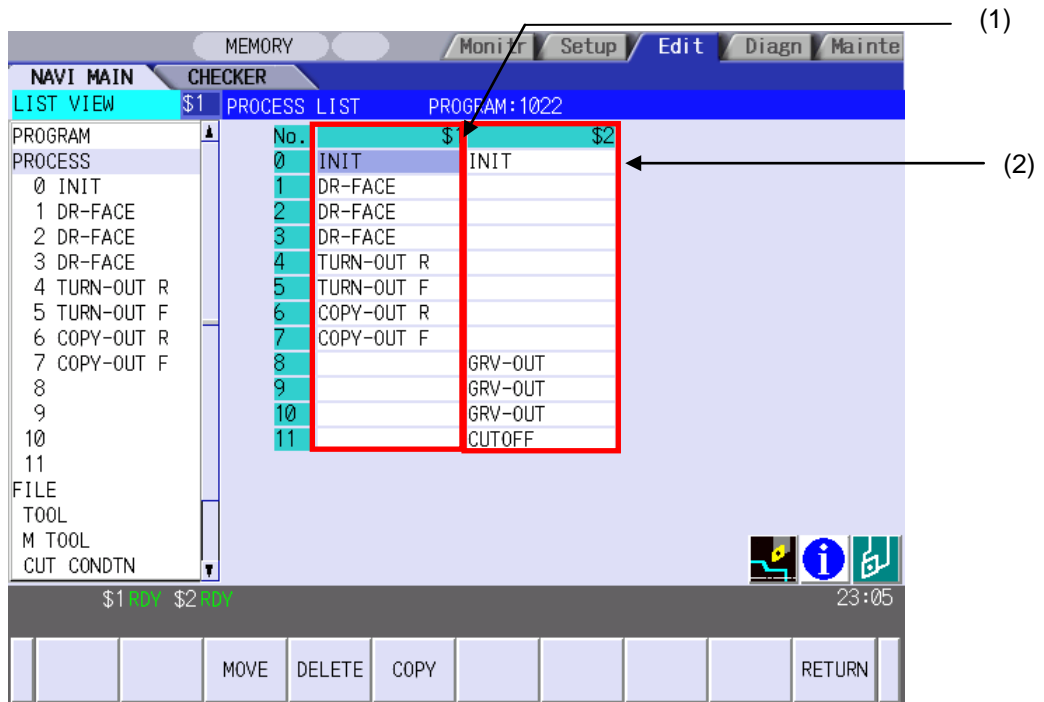 (1)
MEMORY Monitr Setup Edit Diagn Mainte
NAVI MAIN CHECKER
LIST VIEW $1 PROCESS LIST PROGRAM:1022
PROGRAM
PROCESS
0 INIT
1 DR-FACE
2 DR-FACE
3 DR-FACE
4 TURN-OUT R
5 TURN-OUT F
6 COPY-OUT R
7 COPY-OUT F
8
9
10
11
FILE
TOOL
M TOOL
CUT CONDTN
No. $1 $2
0 INIT INIT
1 DR-FACE
2 DR-FACE
3 DR-FACE
4 TURN-OUT R
5 TURN-OUT F
6 COPY-OUT R
7 COPY-OUT F
8 GRV-OUT
9 GRV-OUT
10 GRV-OUT
11 CUTOFF
(2)
$1 RDY $2 RDY 23:05
MOVE DELETE COPY RETURN